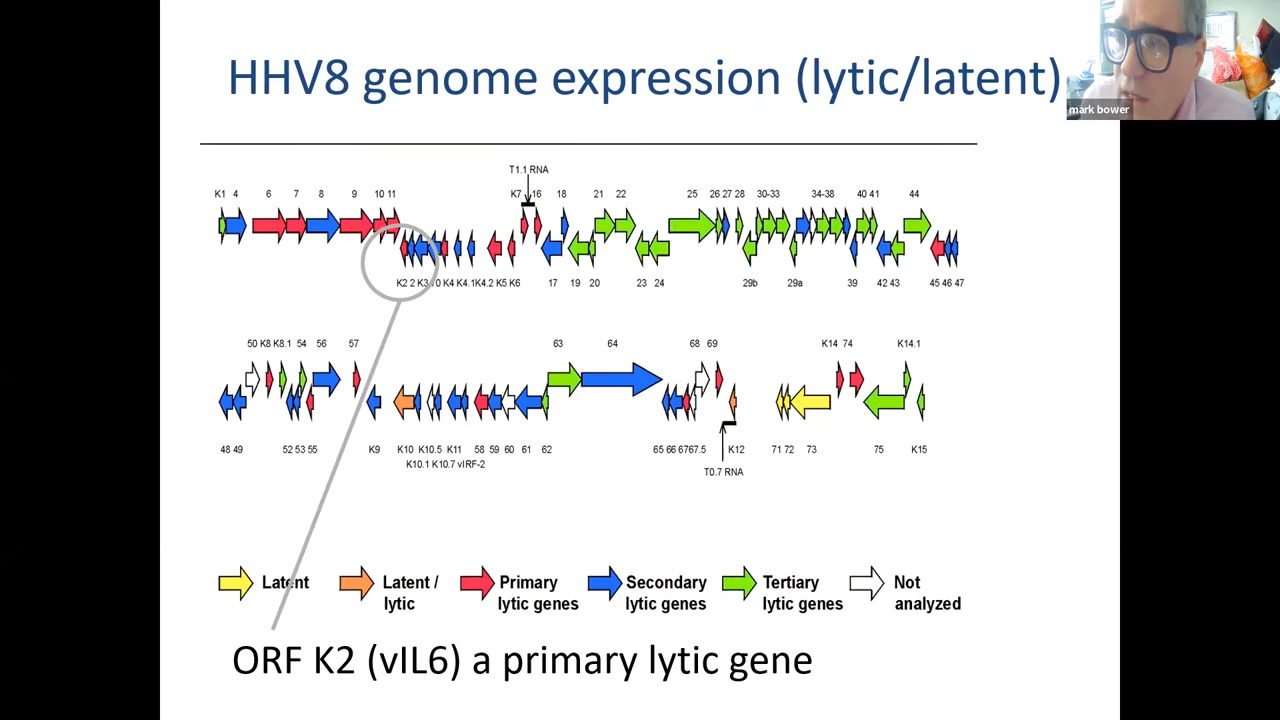 HHV8 genome expression (lytic/latent)
mark bower
T1.1 RNA
K1 4 6 7 8 9 10 11 K7 16 18 21 22 25 26 27 28 30-33 34-38 40 41 44
K2 2 K3 70 K4 K4.1 K4.2 K5 K6 17 19 20 23 24 29b 29a 39 42 43 45 46 47
50 K8 K8.1 54 56 57 63 64 68 69 K14 74 K14.1
48 49 52 53 55 K9 K10 K10.5 K11 58 59 60 61 62 65 66 67 67.5 K12 71 72 73 75 K15
K10.1 K10.7 vIRF-2
T0.7 RNA
Latent Latent / Primary Secondary Tertiary Not
lytic lytic genes lytic genes lytic genes analyzed
ORF K2 (vIL6) a primary lytic gene